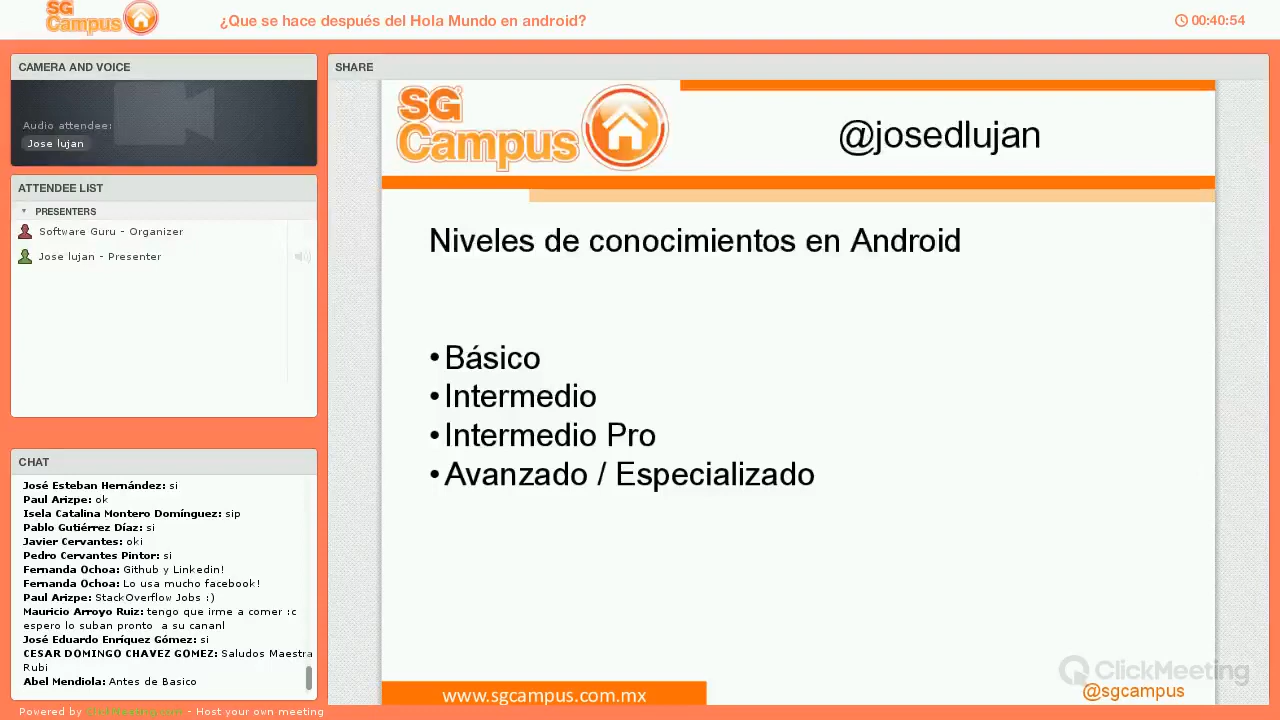 SG Campus
¿Que se hace después del Hola Mundo en android?
00:40:54
CAMERA AND VOICE
Audio attendee:
Jose lujan
ATTENDEE LIST
PRESENTERS
Software Guru - Organizer
Jose lujan - Presenter
CHAT
José Esteban Hernández: si
Paul Arizpe: ok
Isela Catalina Montero Domínguez: sip
Pablo Gutiérrez Díaz: si
Javier Cervantes: oki
Pedro Cervantes Pintor: si
Fernanda Ochoa: Github y Linkedin!
Fernanda Ochoa: Lo usa mucho facebook!
Paul Arizpe: StackOverflow Jobs :)
Mauricio Arroyo Ruiz: tengo que irme a comer :c
espero lo suban pronto a su cananl
José Eduardo Enríquez Gómez: si
CESAR DOMINGO CHAVEZ GOMEZ: Saludos Maestra
Rubi
Abel Mendiola: Antes de Basico
Powered by ClickMeeting.com - Host your own meeting
SHARE
SG
Campus
@josedlujan
Niveles de conocimientos en Android
•Básico
•Intermedio
•Intermedio Pro
•Avanzado / Especializado
ClickMeeting
www.sgcampus.com.mx
@sgcampus